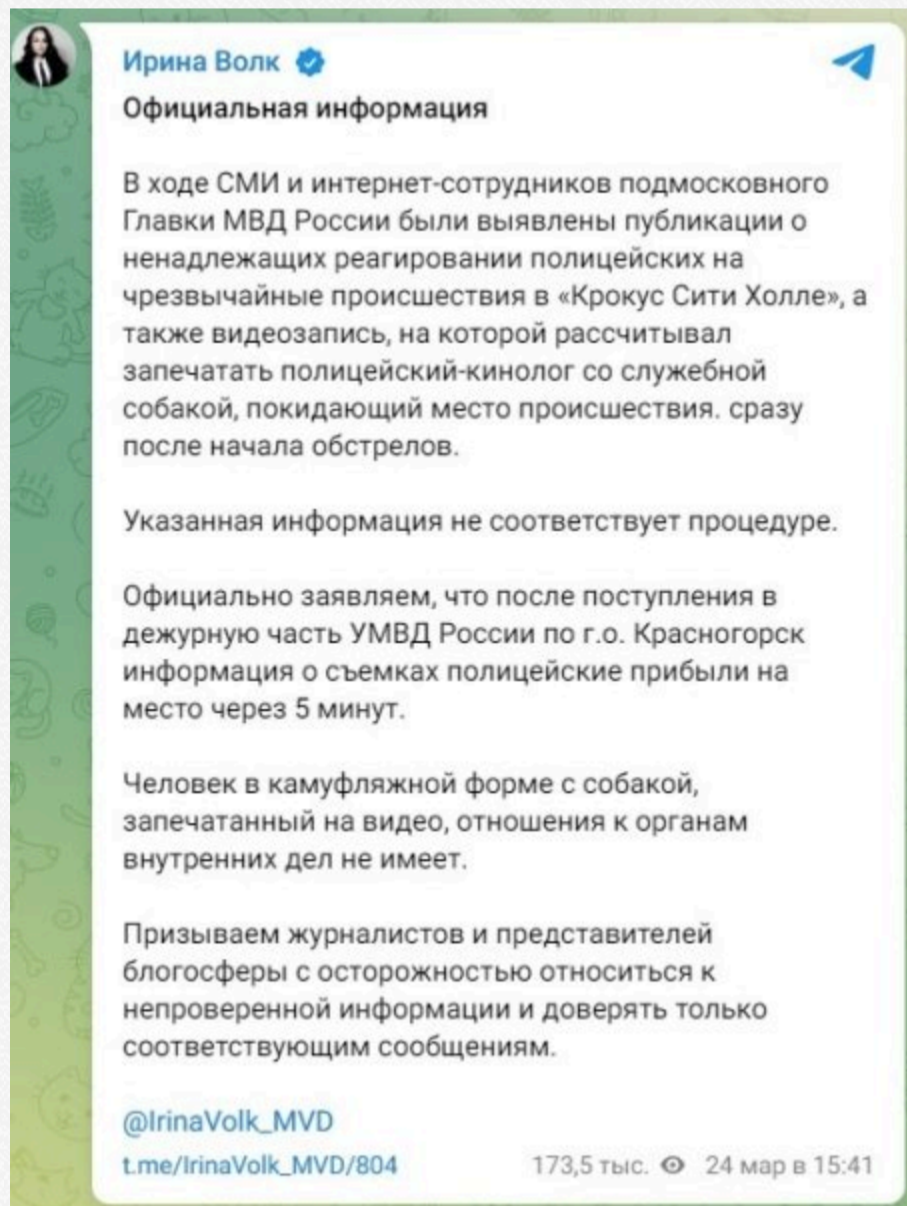 Ирина Волк
Официальная информация
В ходе СМИ и интернет-сотрудников подмосковного
Главки МВД России были выявлены публикации о
ненадлежащих реагировании полицейских на
чрезвычайные происшествия в «Крокус Сити Холле», а
также видеозапись, на которой рассчитывал
запечатать полицейский-кинолог со служебной
собакой, покидающий место происшествия. сразу
после начала обстрелов.
Указанная информация не соответствует процедуре.
Официально заявляем, что после поступления в
дежурную часть УМВД России по г.о. Красногорск
информация о съемках полицейские прибыли на
место через 5 минут.
Человек в камуфляжной форме с собакой,
запечатанный на видео, отношения к органам
внутренних дел не имеет.
Призываем журналистов и представителей
блогосферы с осторожностью относиться к
непроверенной информации и доверять только
соответствующим сообщениям.
@IrinaVolk_MVD
t.me/IrinaVolk_MVD/804 173,5 тыс. 24 мар в 15:41